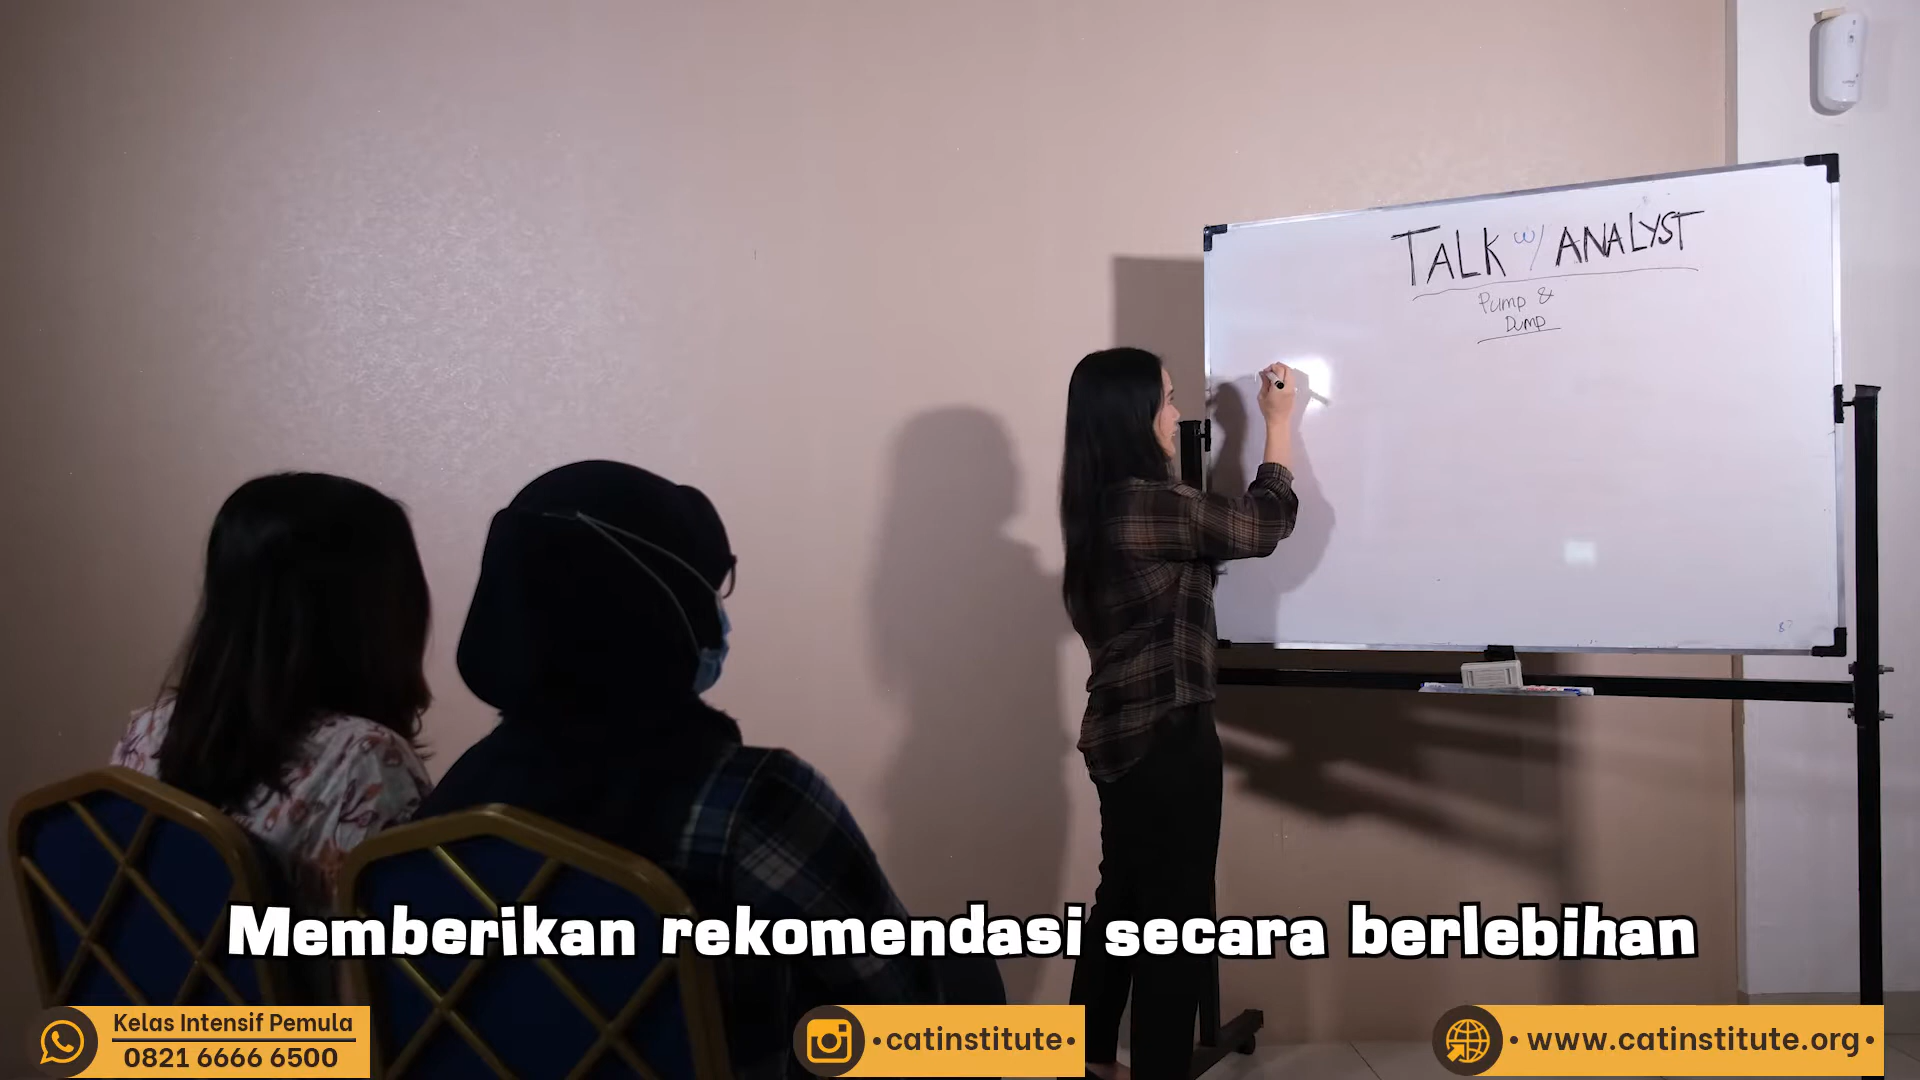 TALK w/ ANALYST
Pump &
Dump
Memberikan rekomendasi secara berlebihan
Kelas Intensif Pemula
0821 6666 6500
•catinstitute•
•www.catinstitute.org•